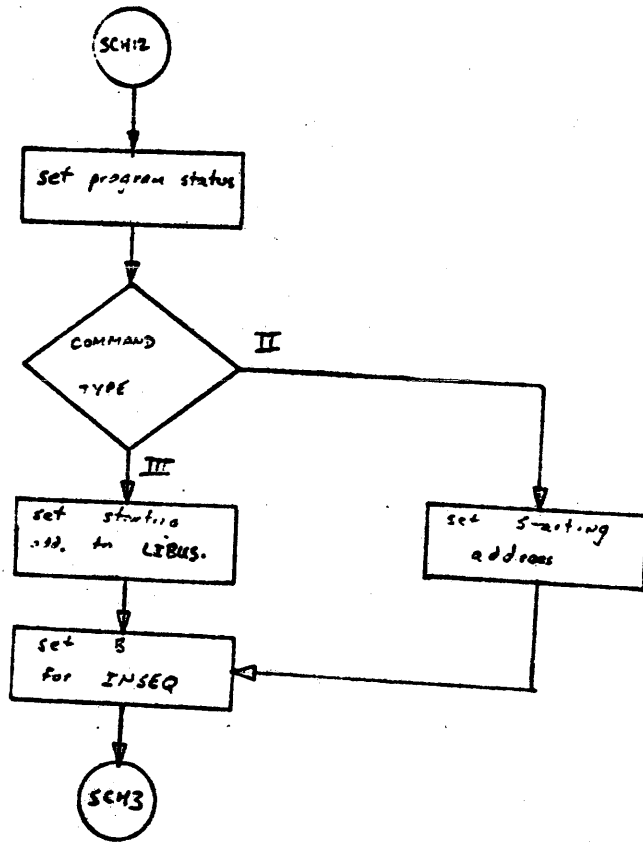 SCH12
set program status
COMMAND
TYPE
II
III
set starting
add. to LIBUS.
set starting
address
set B
for INSEQ
SCH3